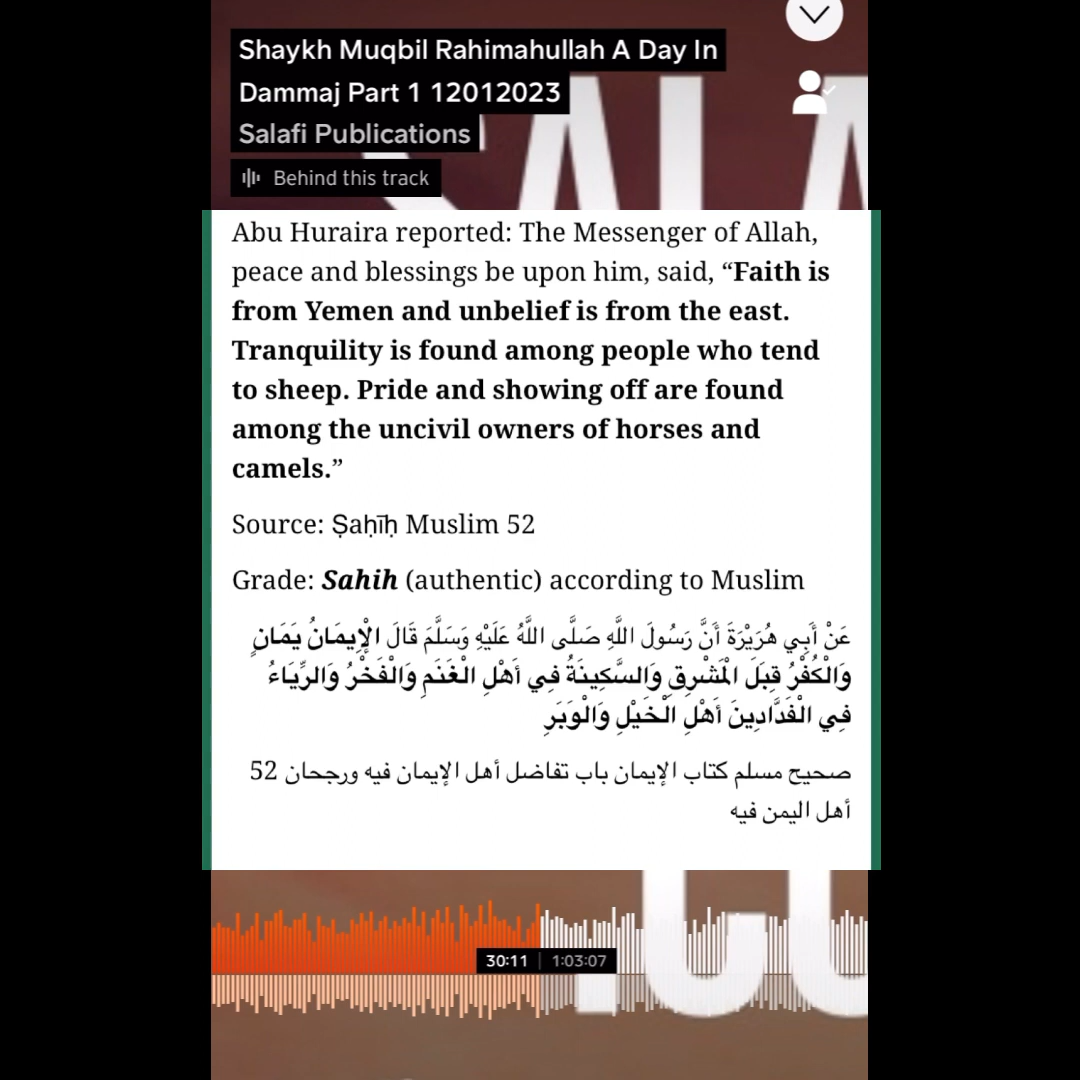 Shaykh Muqbil Rahimahullah A Day In
Dammaj Part 1 12012023
Salafi Publications
Behind this track
Abu Huraira reported: The Messenger of Allah,
peace and blessings be upon him, said, “Faith is
from Yemen and unbelief is from the east.
Tranquility is found among people who tend
to sheep. Pride and showing off are found
among the uncivil owners of horses and
camels.”
Source: Ṣaḥīḥ Muslim 52
Grade: Sahih (authentic) according to Muslim
عَنْ أَبِي هُرَيْرَةَ أَنَّ رَسُولَ اللَّهِ صَلَّى اللَّهُ عَلَيْهِ وَسَلَّمَ قَالَ الْإِيمَانُ يَمَانٍ
وَالْكُفْرُ قِبَلَ الْمَشْرِقِ وَالسَّكِينَةُ فِي أَهْلِ الْغَنَمِ وَالْفَخْرُ وَالرِّيَاءُ
فِي الْفَدَّادِينَ أَهْلِ الْخَيْلِ وَالْوَبَرِ
52 صحيح مسلم كتاب الإيمان باب تفاضل أهل الإيمان فيه ورجحان
أهل اليمن فيه
30:11 | 1:03:07